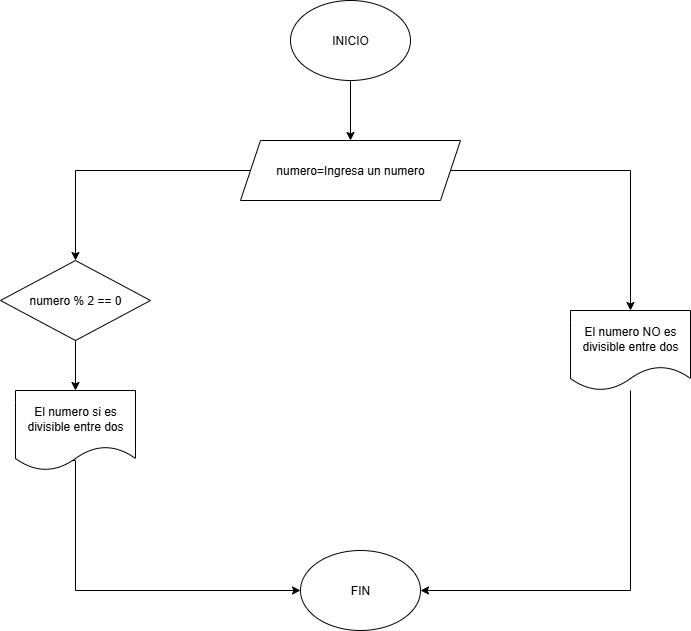 INICIO
numero=Ingresa un numero
numero % 2 == 0
El numero NO es
divisible entre dos
El numero si es
divisible entre dos
FIN